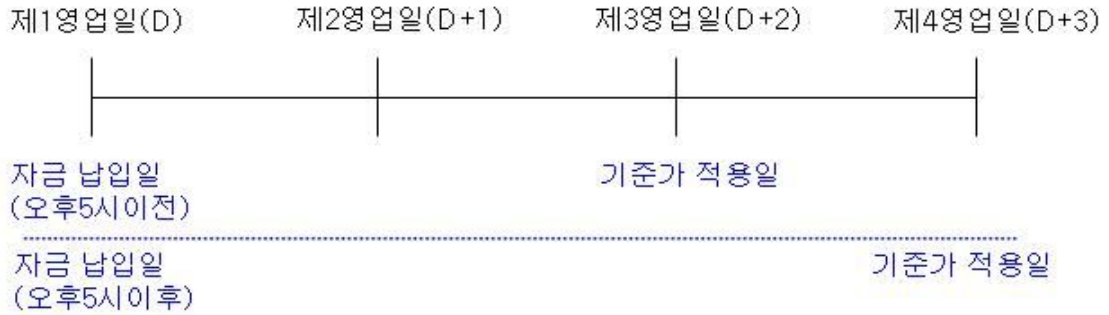 제1영업일(D) 제2영업일(D+1) 제3영업일(D+2) 제4영업일(D+3)
자금 납입일 기준가 적용일
(오후5시이전)
자금 납입일 기준가 적용일
(오후5시이후)